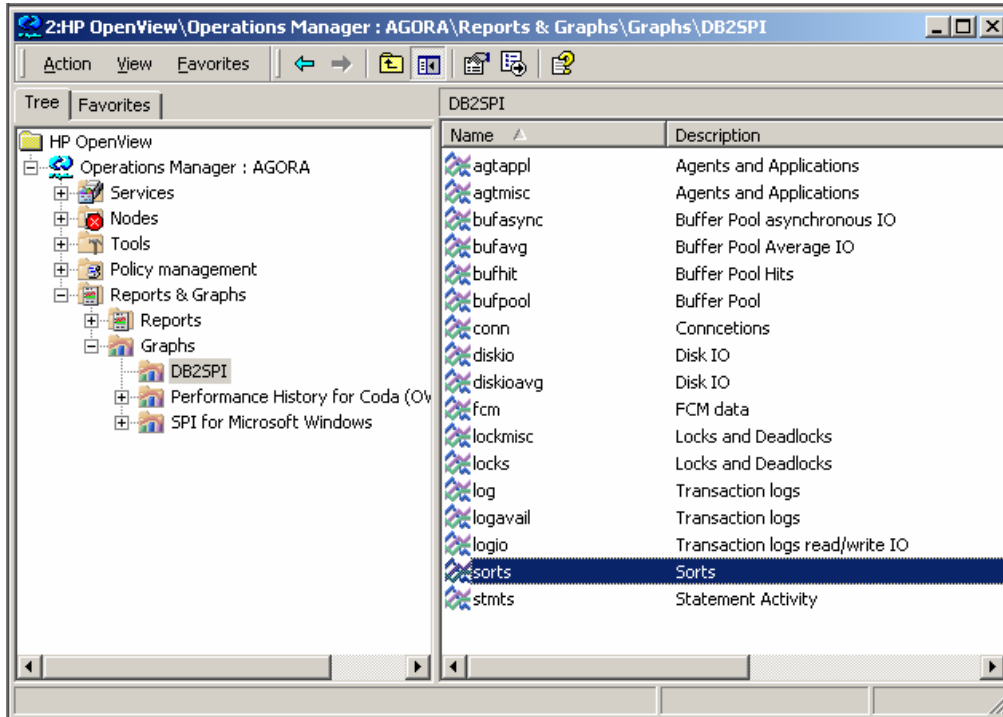 2:HP OpenView\Operations Manager : AGORA\Reports & Graphs\Graphs\DB2SPI
Action View Favorites
Tree Favorites
DB2SPI
Name Description
HP OpenView
Operations Manager : AGORA
Services
Nodes
Tools
Policy management
Reports & Graphs
Reports
Graphs
DB2SPI
Performance History for Coda (OV
SPI for Microsoft Windows
agtappl Agents and Applications
agtmisc Agents and Applications
bufasync Buffer Pool asynchronous IO
bufavg Buffer Pool Average IO
bufhit Buffer Pool Hits
bufpool Buffer Pool
conn Conncetions
diskio Disk IO
diskioavg Disk IO
fcm FCM data
lockmisc Locks and Deadlocks
locks Locks and Deadlocks
log Transaction logs
logavail Transaction logs
logio Transaction logs read/write IO
sorts Sorts
stmts Statement Activity